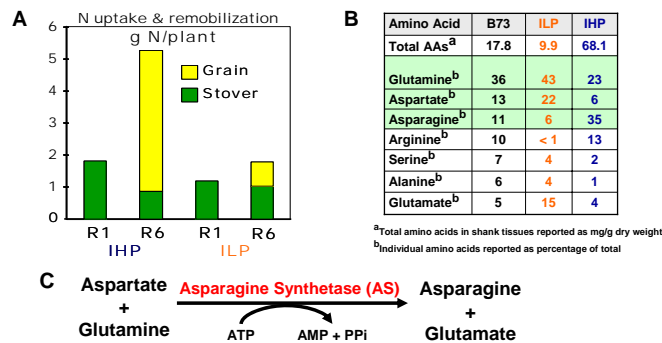 A
N uptake & remobilization
g N/plant
6
5
4
3
2
1
0
Grain
Stover
R1 R6 R1 R6
IHP ILP
B
Amino Acid B73 ILP IHP
Total AAsa 17.8 9.9 68.1
Glutamineb 36 43 23
Aspartateb 13 22 6
Asparagineb 11 6 35
Arginineb 10 < 1 13
Serineb 7 4 2
Alanineb 6 4 1
Glutamateb 5 15 4
aTotal amino acids in shank tissues reported as mg/g dry weight
bIndividual amino acids reported as percentage of total
C
Aspartate
+
Glutamine
Asparagine Synthetase (AS)
ATP AMP + PPi
Asparagine
+
Glutamate